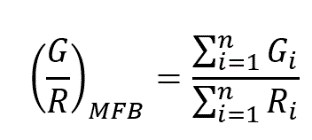 (G/R)_MFB = ∑_{i=1}^{n} G_i / ∑_{i=1}^{n} R_i